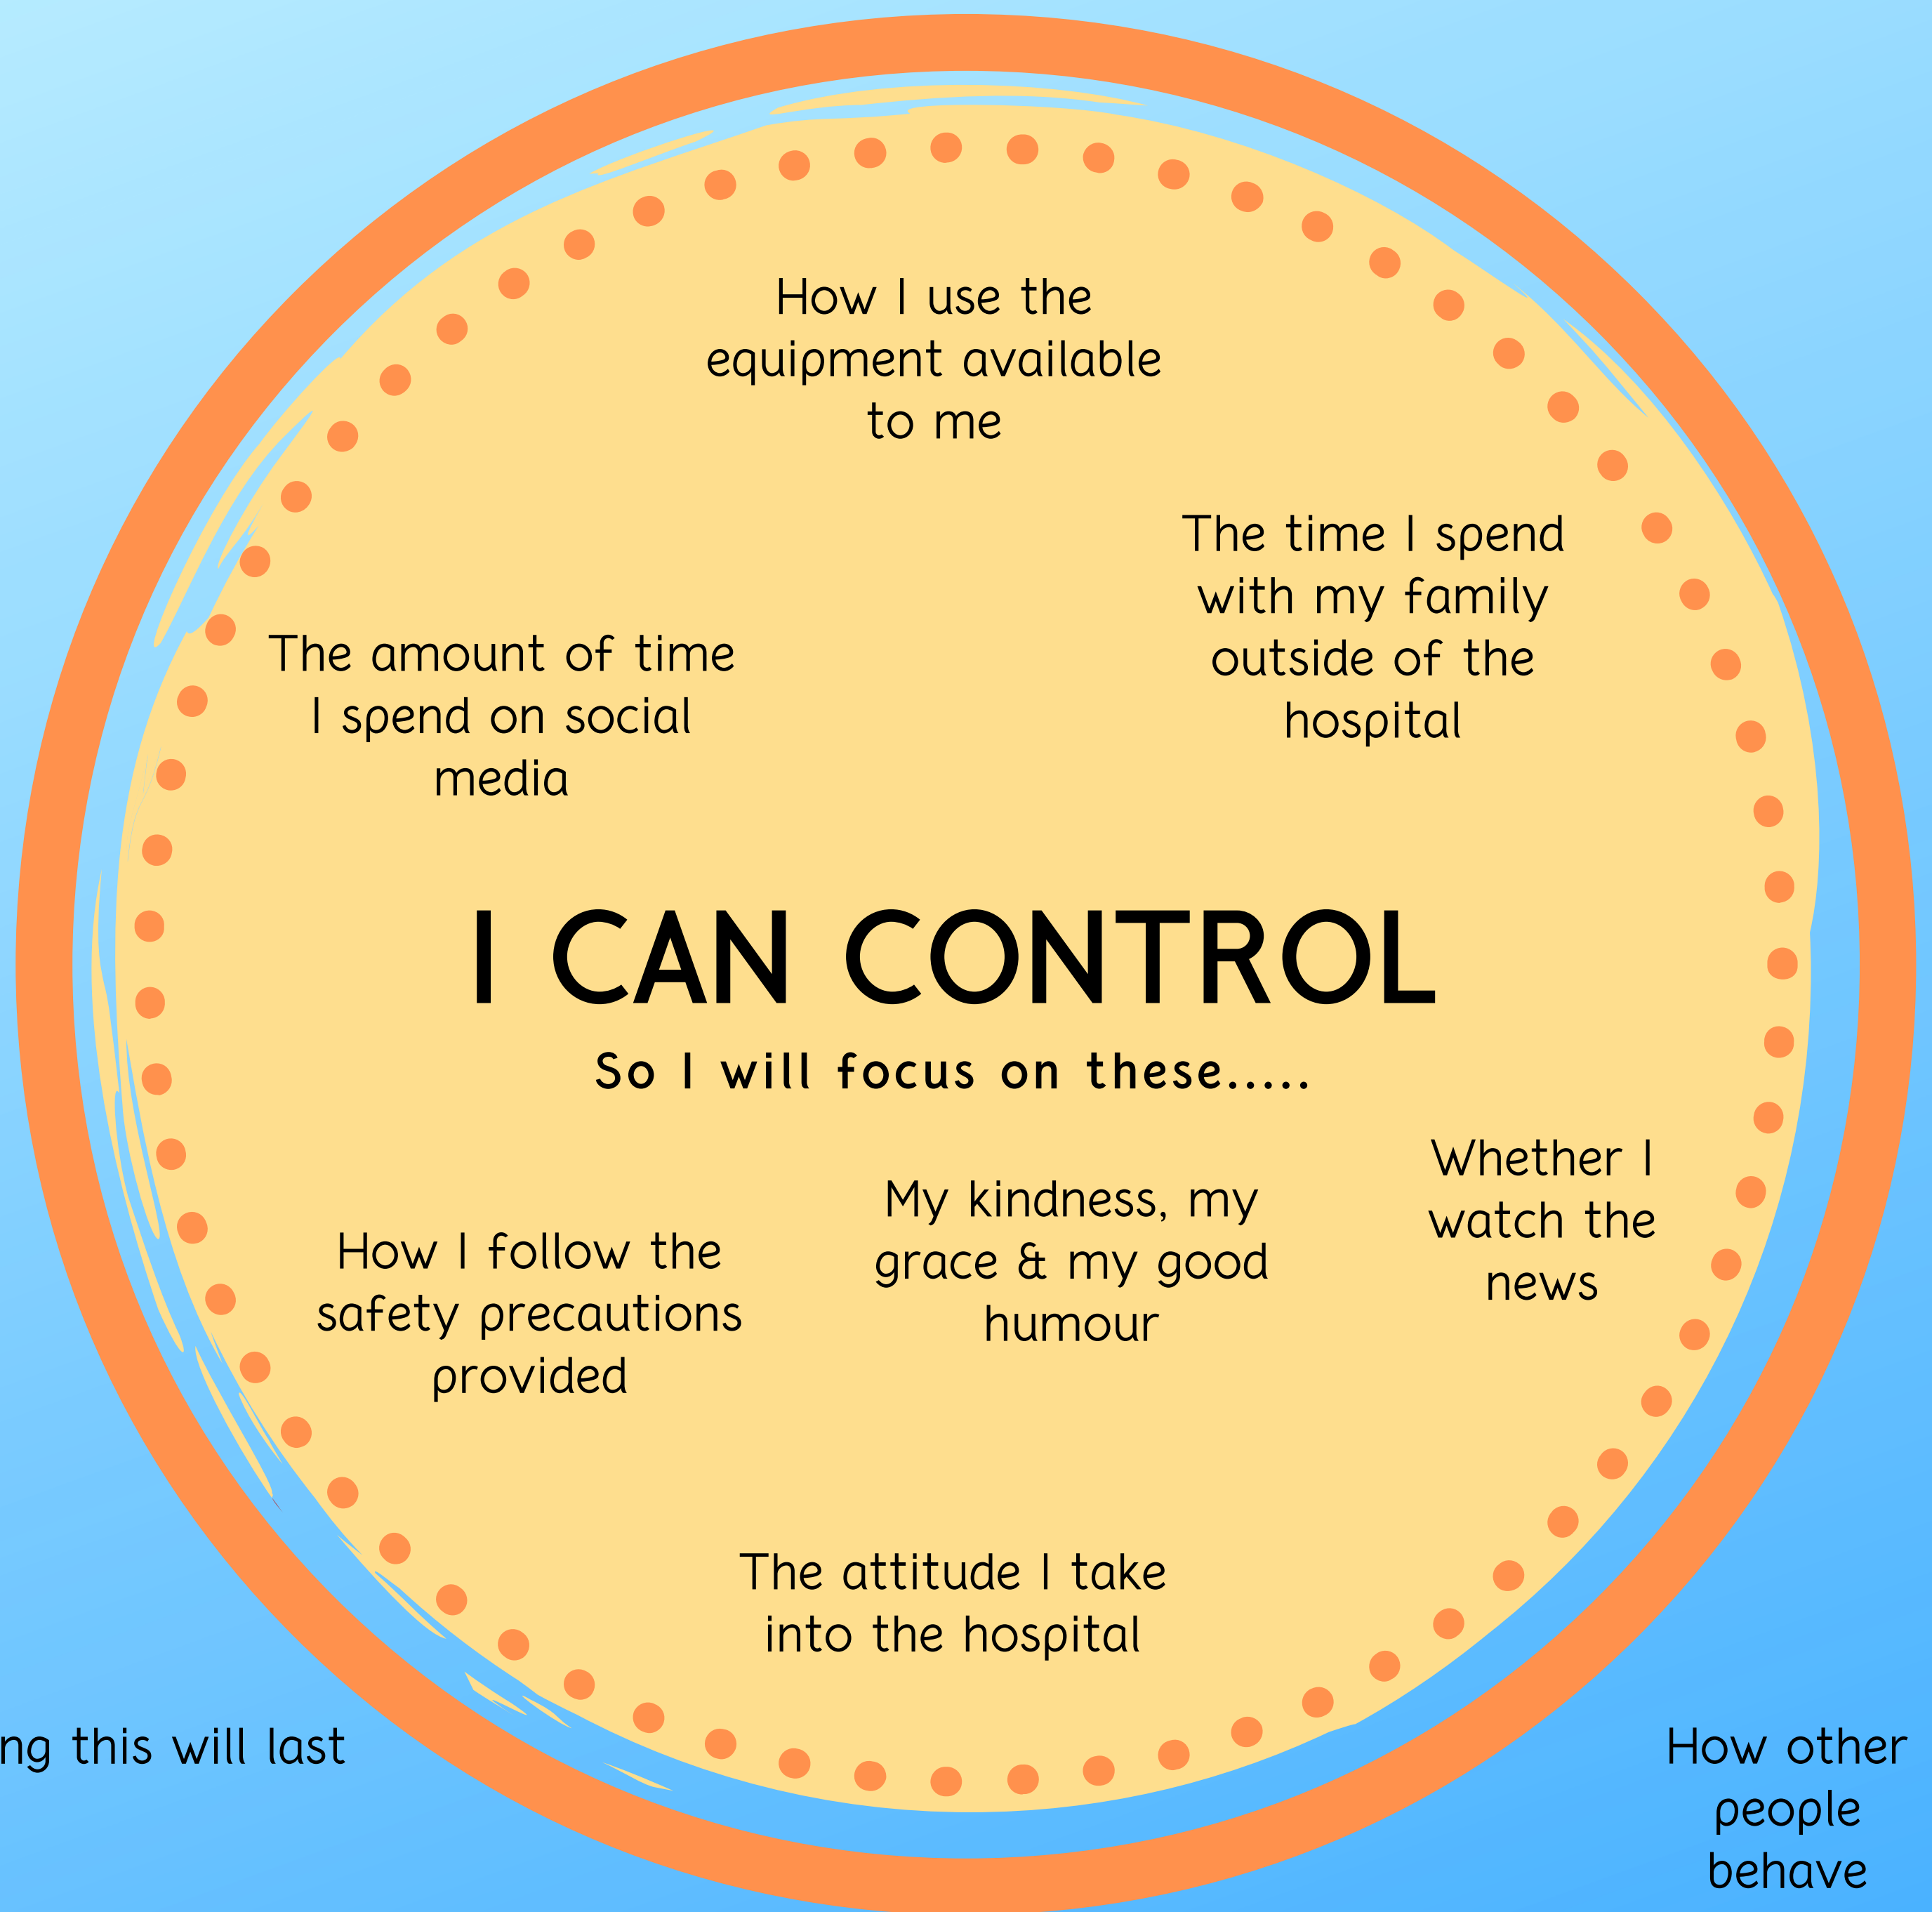 How I use the
equipment available
to me
The time I spend
with my family
outside of the
hospital
The amount of time
I spend on social
media
I CAN CONTROL
So I will focus on these.....
Whether I
watch the
news
My kindness, my
grace & my good
humour
How I follow the
safety precautions
provided
The attitude I take
into the hospital
ng this will last
How other
people
behave